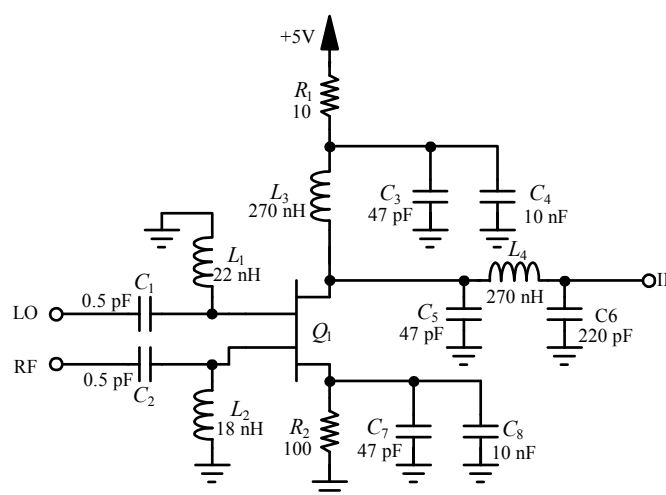 +5V
R1
10
L3
270 nH
C3
47 pF
C4
10 nF
L1
22 nH
L4
270 nH
C1
0.5 pF
LO
C5
47 pF
C6
220 pF
Q1
RF
0.5 pF
C2
L2
18 nH
R2
100
C7
47 pF
C8
10 nF